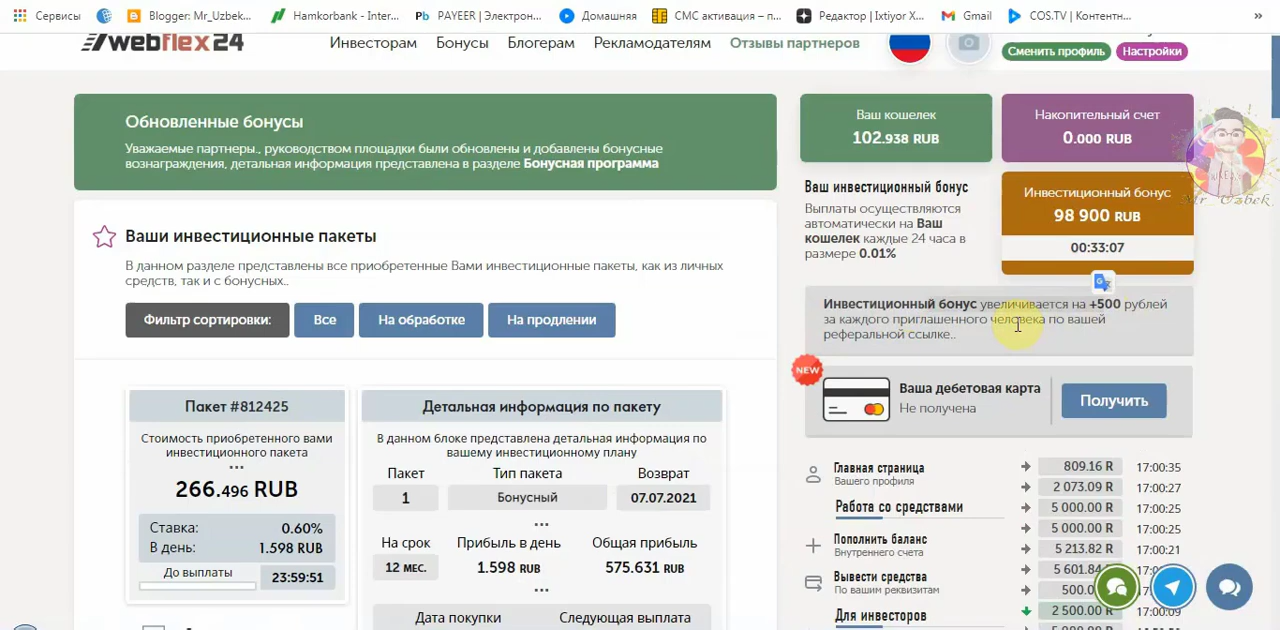 Сервисы
Blogger: Mr_Uzbek...
Hamkorbank - Inter...
PAYEER | Электрон...
Домашняя
СМС активация – п...
Редактор | Ixtiyor X...
Gmail
COS.TV | Контентн...
»
webflex24
Инвесторам
Бонусы
Блогерам
Рекламодателям
Отзывы партнеров
Сменить профиль
Настройки
Обновленные бонусы
Уважаемые партнеры., руководством площадки были обновлены и добавлены бонусные
вознаграждения, детальная информация представлена в разделе Бонусная программа
Ваш кошелек
102.938 RUB
Накопительный счет
0.000 RUB
Mr Uzbek
Ваш инвестиционный бонус
Выплаты осуществляются
автоматически на Ваш
кошелек каждые 24 часа в
размере 0.01%
Инвестиционный бонус
98 900 RUB
00:33:07
Инвестиционный бонус увеличивается на +500 рублей
за каждого приглашенного человека по вашей
реферальной ссылке..
NEW
Ваша дебетовая карта
Не получена
Получить
Ваши инвестиционные пакеты
В данном разделе представлены все приобретенные Вами инвестиционные пакеты, как из личных
средств, так и с бонусных..
Фильтр сортировки:
Все
На обработке
На продлении
Пакет #812425
Стоимость приобретенного вами
инвестиционного пакета
...
266.496 RUB
Ставка: 0.60%
В день: 1.598 RUB
До выплаты
23:59:51
Детальная информация по пакету
В данном блоке представлена детальная информация по
вашему инвестиционному плану
Пакет Тип пакета Возврат
1 Бонусный 07.07.2021
...
На срок Прибыль в день Общая прибыль
12 МЕС. 1.598 RUB 575.631 RUB
...
Дата покупки Следующая выплата
Главная страница
Вашего профиля
Работа со средствами
Пополнить баланс
Внутреннего счета
Вывести средства
По вашим реквизитам
Для инвесторов
809.16 R 17:00:35
2 073.09 R 17:00:27
5 000.00 R 17:00:25
5 000.00 R 17:00:25
5 213.82 R 17:00:21
5 601.84
500.
2 500.00 R 17:00:09